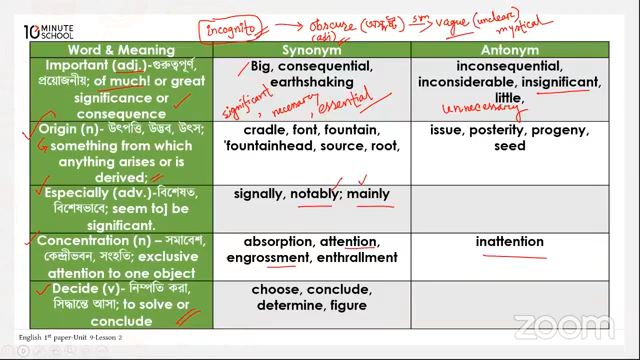 10 MINUTE SCHOOL
incognito → obscure (অস্পষ্ট) syn→ vague (unclear)
(adj)
mystical
Word & Meaning
Synonym
Antonym
Important (adj.)-গুরুত্বপূর্ণ,
প্রয়োজনীয়; of much! or great
significance or
consequence
Big, consequential,
earthshaking
significant, necessary, essential
inconsequential,
inconsiderable, insignificant,
little,
unnecessary
Origin (n)- উৎপত্তি, উদ্ভব, উৎস;
something from which
anything arises or is
derived;
cradle, font, fountain,
'fountainhead, source, root,
issue, posterity, progeny,
seed
Especially (adv.)-বিশেষত,
বিশেষভাবে; seem to] be
significant.
signally, notably; mainly
Concentration (n) – সমাবেশ,
কেন্দ্রীভবন, সংহতি; exclusive
attention to one object
absorption, attention,
engrossment, enthrallment
inattention
Decide (v)- নিষ্পত্তি করা,
সিদ্ধান্তে আসা; to solve or
conclude
choose, conclude,
determine, figure
English 1st paper-Unit 9-Lesson 2
zoom